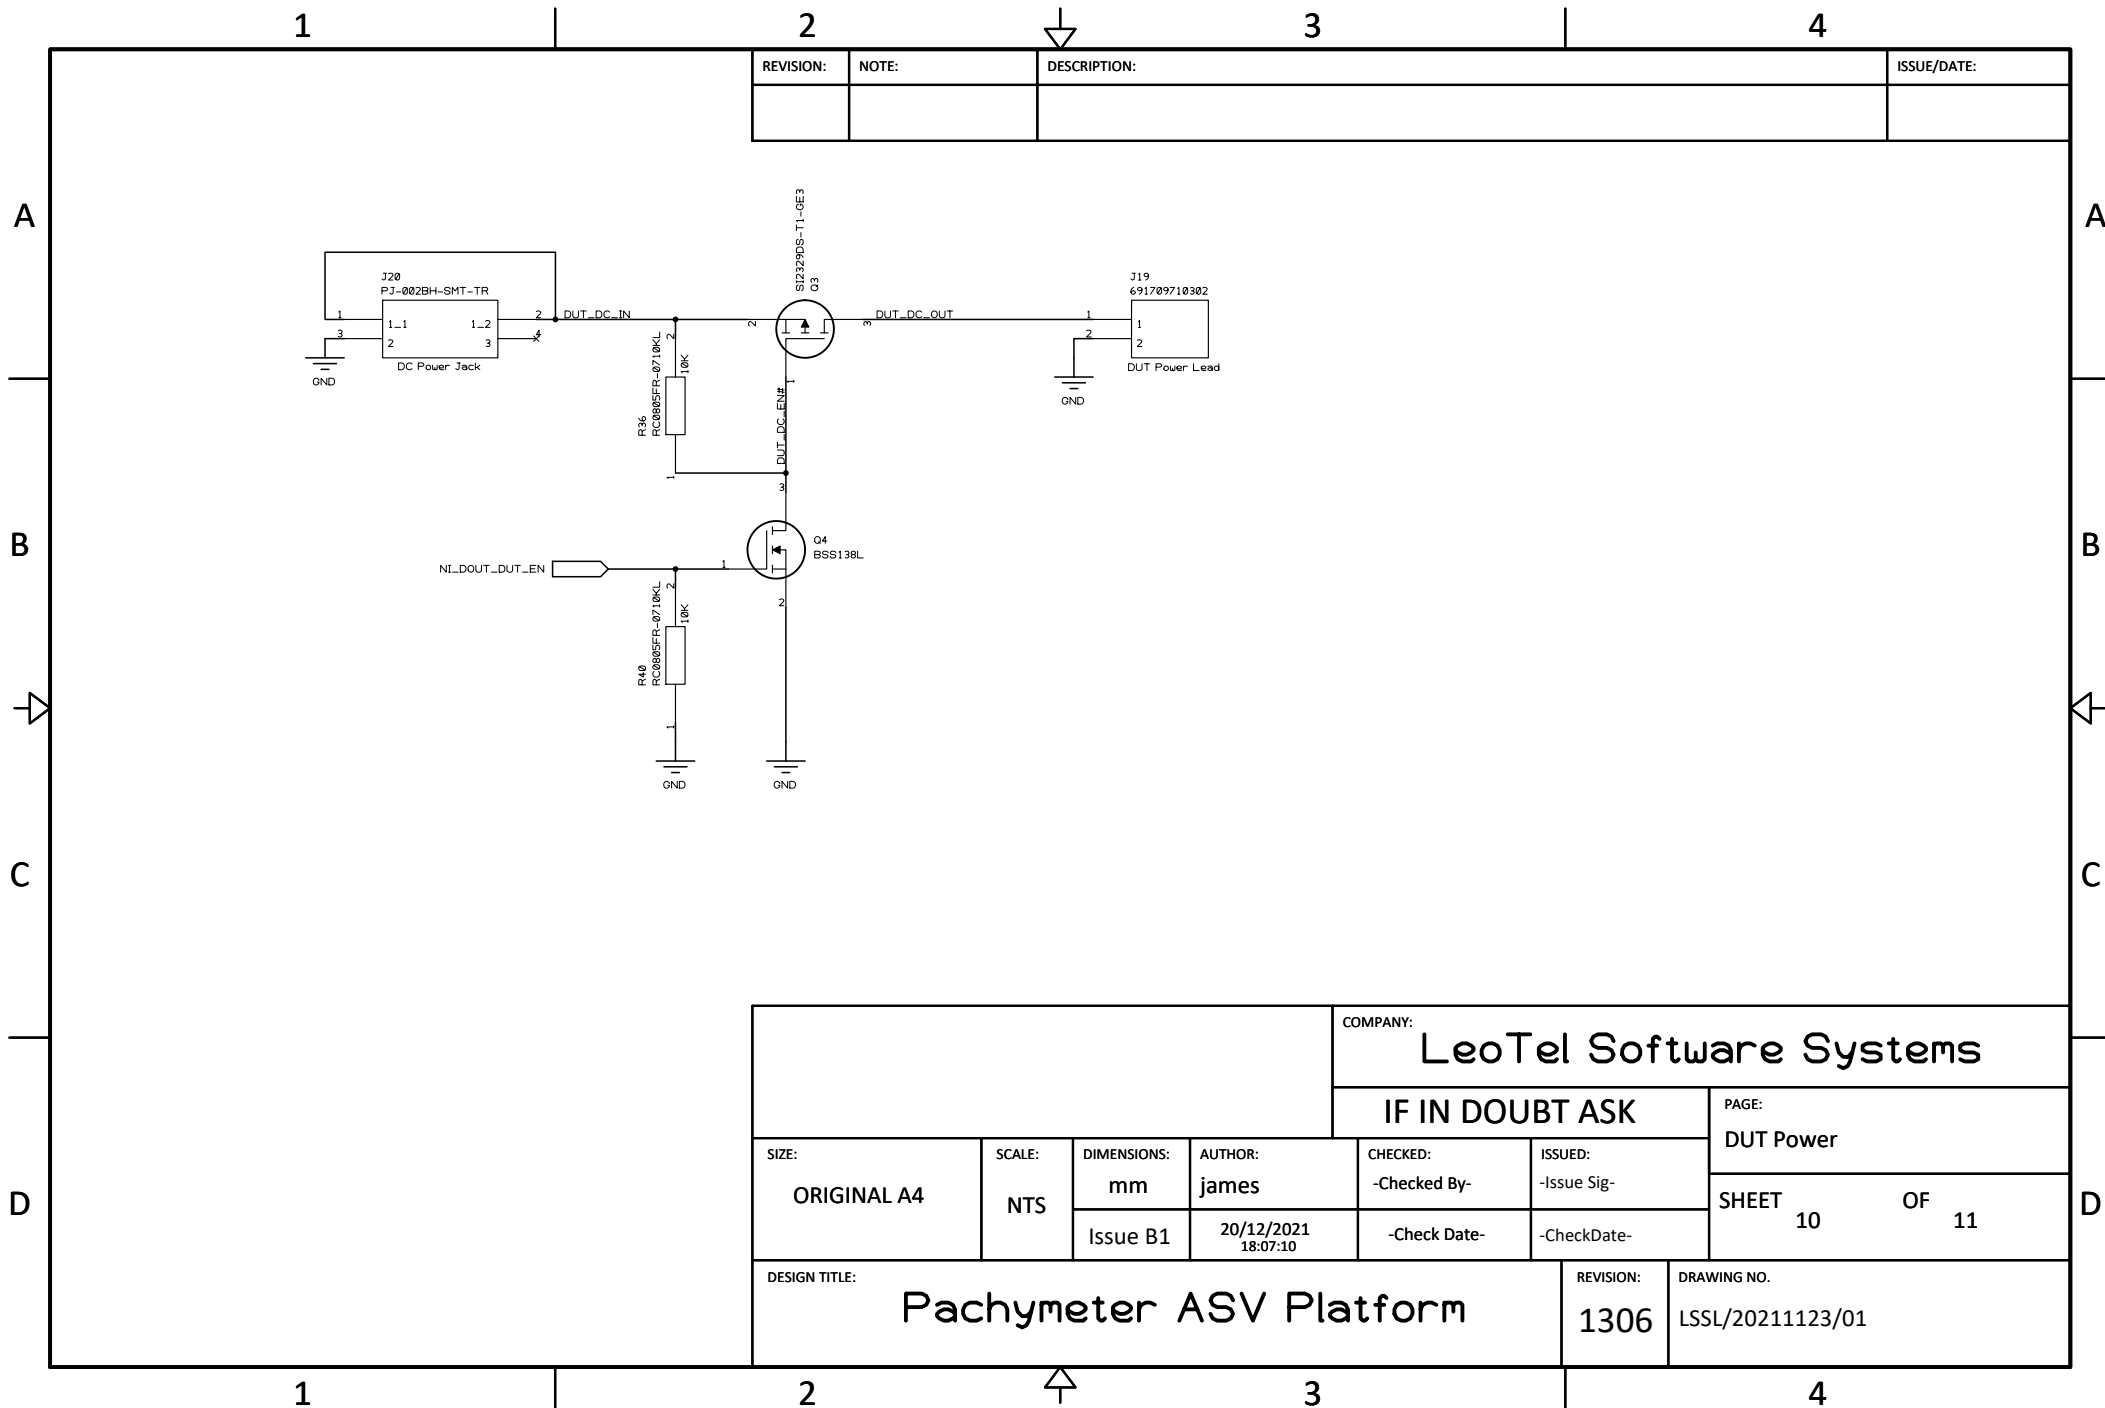 1 2 3 4
REVISION: NOTE: DESCRIPTION: ISSUE/DATE:
A A
SI2329DS-T1-GE3
Q3
J20
PJ-002BH-SMT-TR
1 1_1 1_2 2
3 2 3 4
DC Power Jack
GND
DUT_DC_IN
2 3
DUT_DC_OUT
J19
691709710302
1 1
2 2
DUT Power Lead
GND
R36
RC0805FR-0710KL
10K
2
1
1
DUT_DC_EN#
3
B B
Q4
BSS138L
NI_DOUT_DUT_EN
1
2
R40
RC0805FR-0710KL
10K
2
1
GND GND
C C
D D
COMPANY:
LeoTel Software Systems
IF IN DOUBT ASK
PAGE:
DUT Power
SIZE:
ORIGINAL A4
SCALE:
NTS
DIMENSIONS:
mm
Issue B1
AUTHOR:
james
20/12/2021
18:07:10
CHECKED:
-Checked By-
-Check Date-
ISSUED:
-Issue Sig-
-CheckDate-
SHEET 10 OF 11
DESIGN TITLE:
Pachymeter ASV Platform
REVISION:
1306
DRAWING NO.
LSSL/20211123/01
1 2 3 4